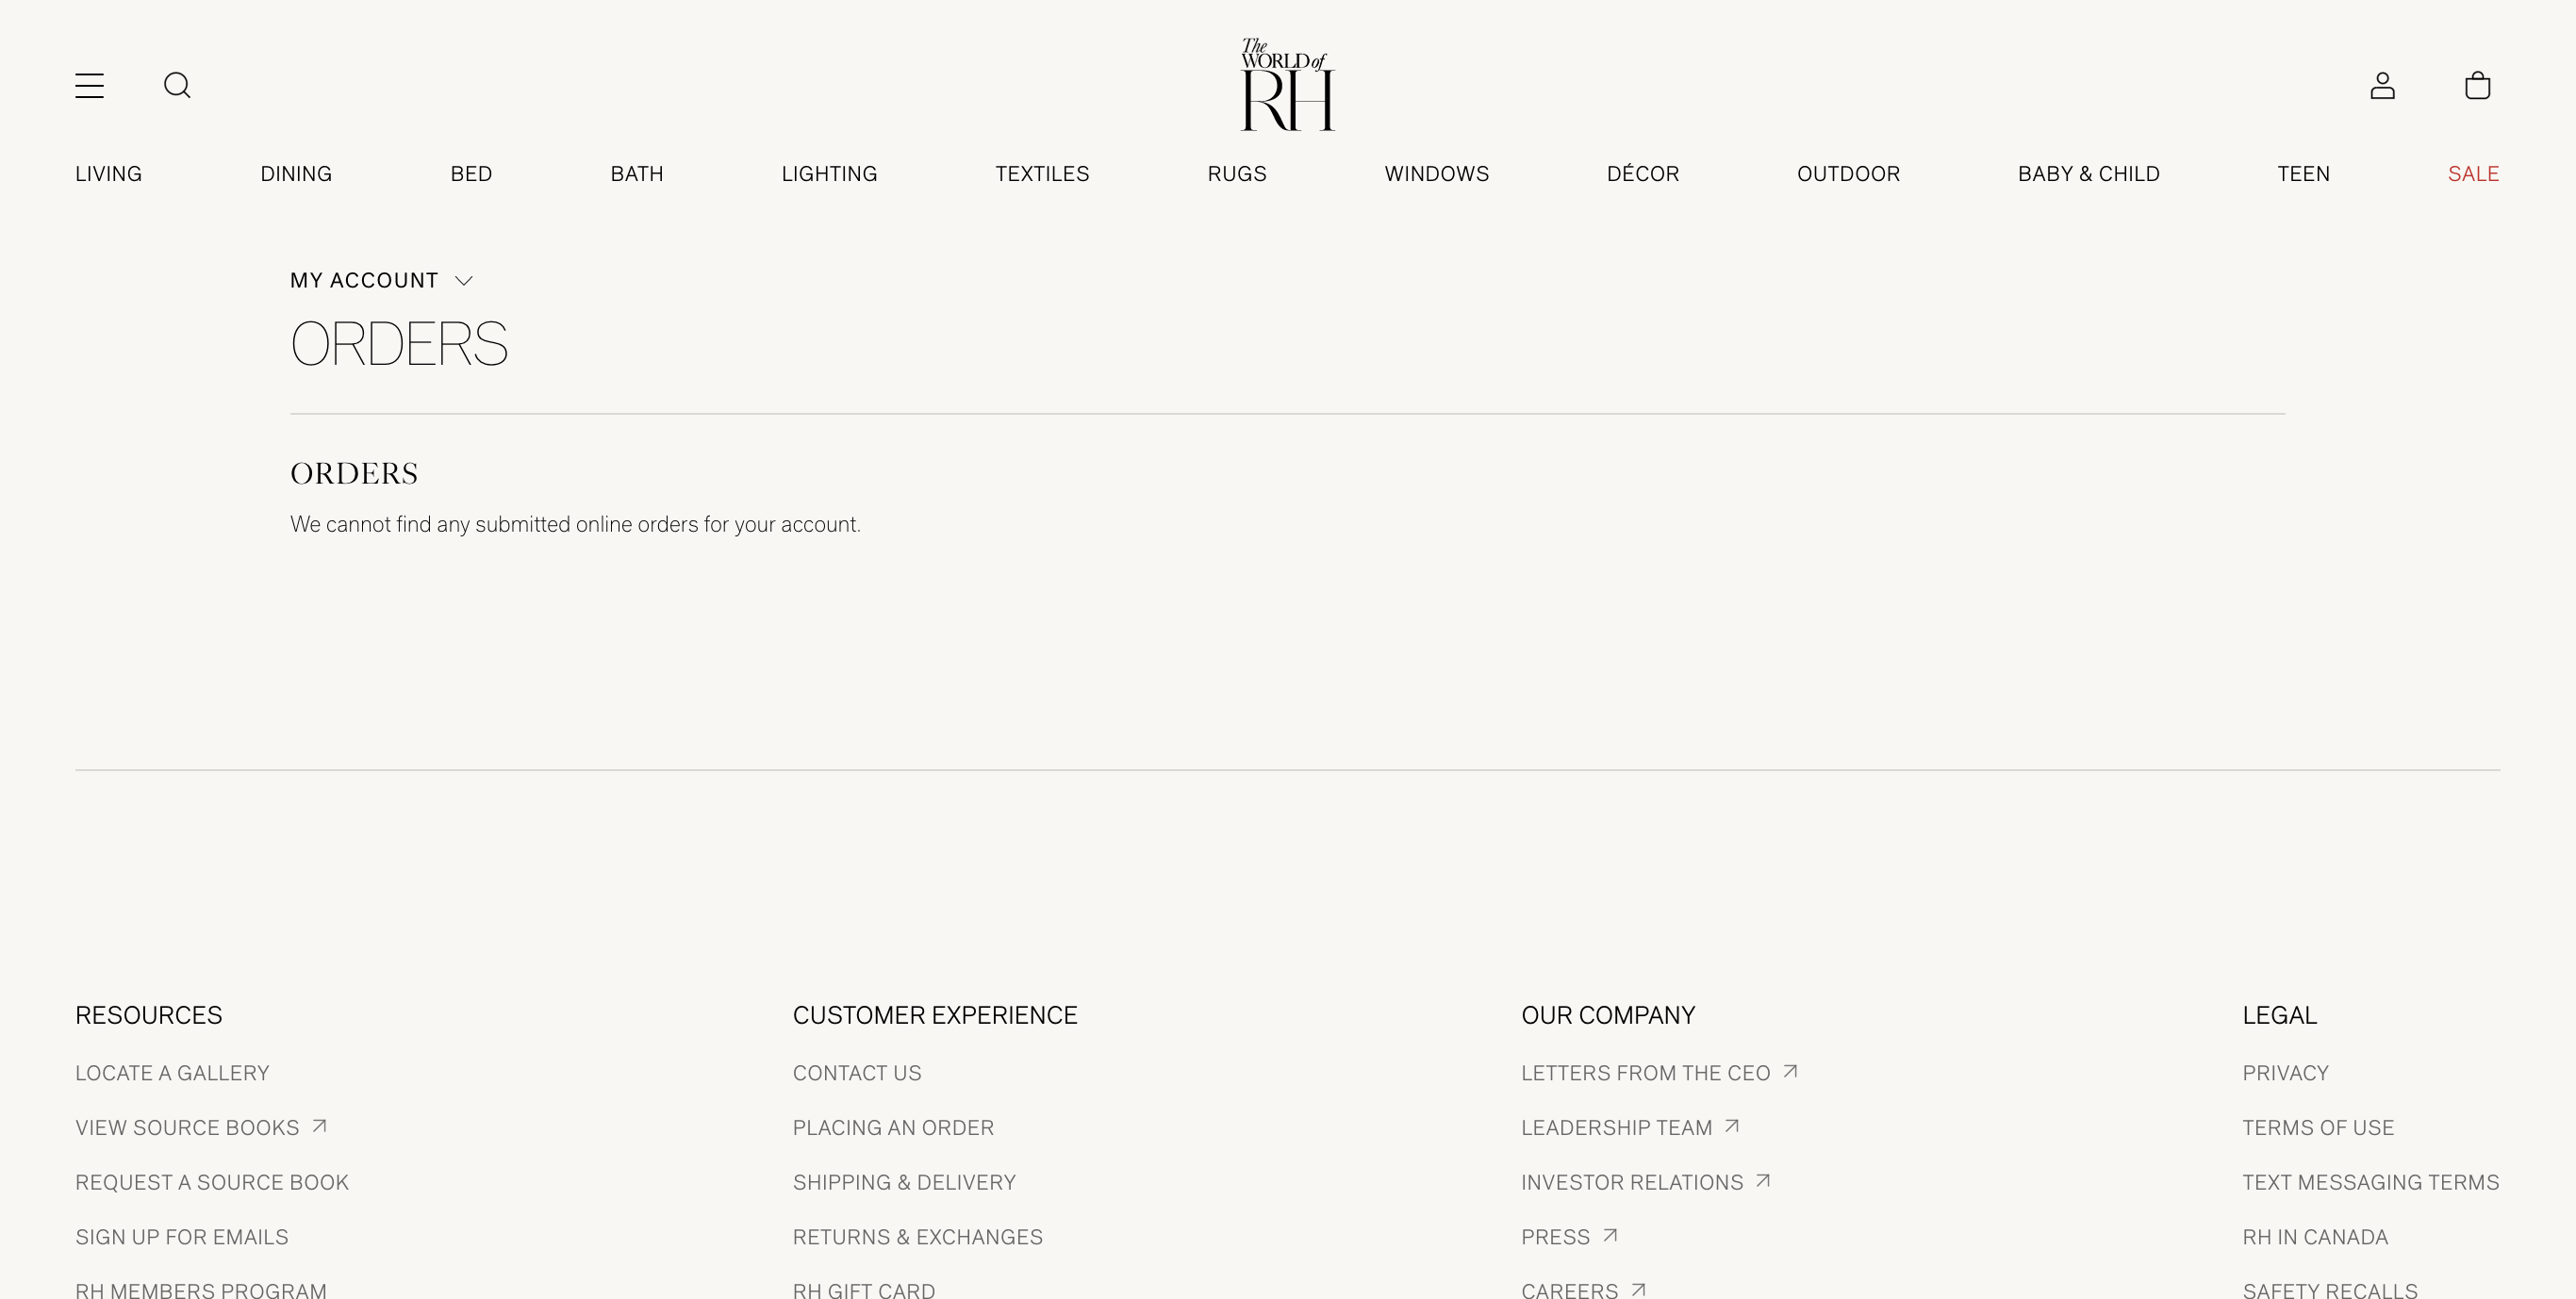 The
WORLD of
RH
LIVING DINING BED BATH LIGHTING TEXTILES RUGS WINDOWS DÉCOR OUTDOOR BABY & CHILD TEEN SALE
MY ACCOUNT
ORDERS
ORDERS
We cannot find any submitted online orders for your account.
RESOURCES
LOCATE A GALLERY
VIEW SOURCE BOOKS
REQUEST A SOURCE BOOK
SIGN UP FOR EMAILS
RH MEMBERS PROGRAM
CUSTOMER EXPERIENCE
CONTACT US
PLACING AN ORDER
SHIPPING & DELIVERY
RETURNS & EXCHANGES
RH GIFT CARD
OUR COMPANY
LETTERS FROM THE CEO
LEADERSHIP TEAM
INVESTOR RELATIONS
PRESS
CAREERS
LEGAL
PRIVACY
TERMS OF USE
TEXT MESSAGING TERMS
RH IN CANADA
SAFETY RECALLS